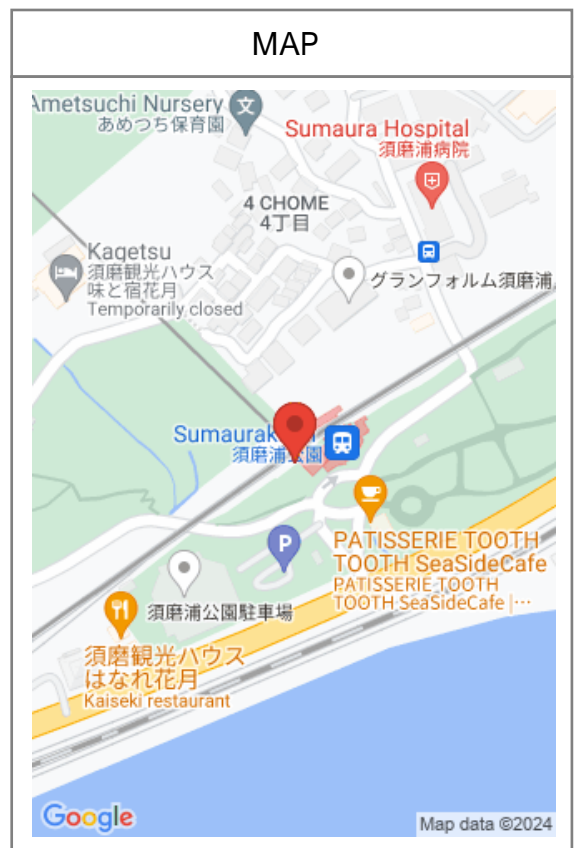 MAP
Ametsuchi Nursery
あめつち保育園
Sumaura Hospital
須磨浦病院
4 CHOME
4丁目
Kagetsu
須磨観光ハウス
味と宿花月
Temporarily closed
グランフォルム須磨浦
須磨浦公園
PATISSERIE TOOTH
TOOTH SeaSideCafe
PATISSERIE TOOTH
TOOTH SeaSideCafe |…
須磨浦公園駐車場
須磨観光ハウス
はなれ花月
Kaiseki restaurant
P
Google
Map data ©2024